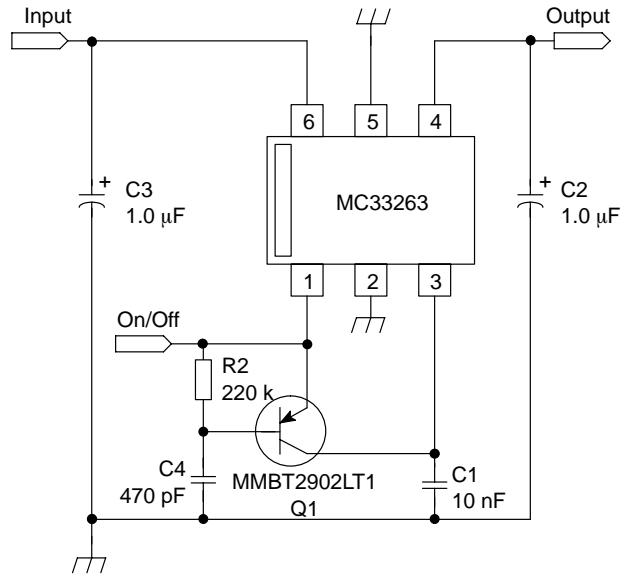 Input
Output
6
5
4
C3
1.0 μF
MC33263
C2
1.0 μF
1
2
3
On/Off
R2
220 k
C4
470 pF
MMBT2902LT1
Q1
C1
10 nF
+
+